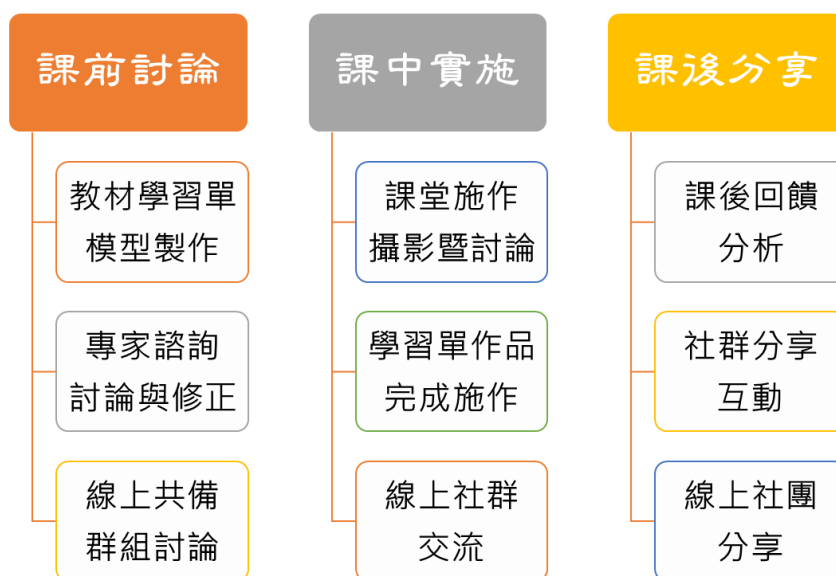 課前討論
教材學習單
模型製作
專家諮詢
討論與修正
線上共備
群組討論
課中實施
課堂施作
攝影暨討論
學習單作品
完成施作
線上社群
交流
課後分享
課後回饋
分析
社群分享
互動
線上社團
分享